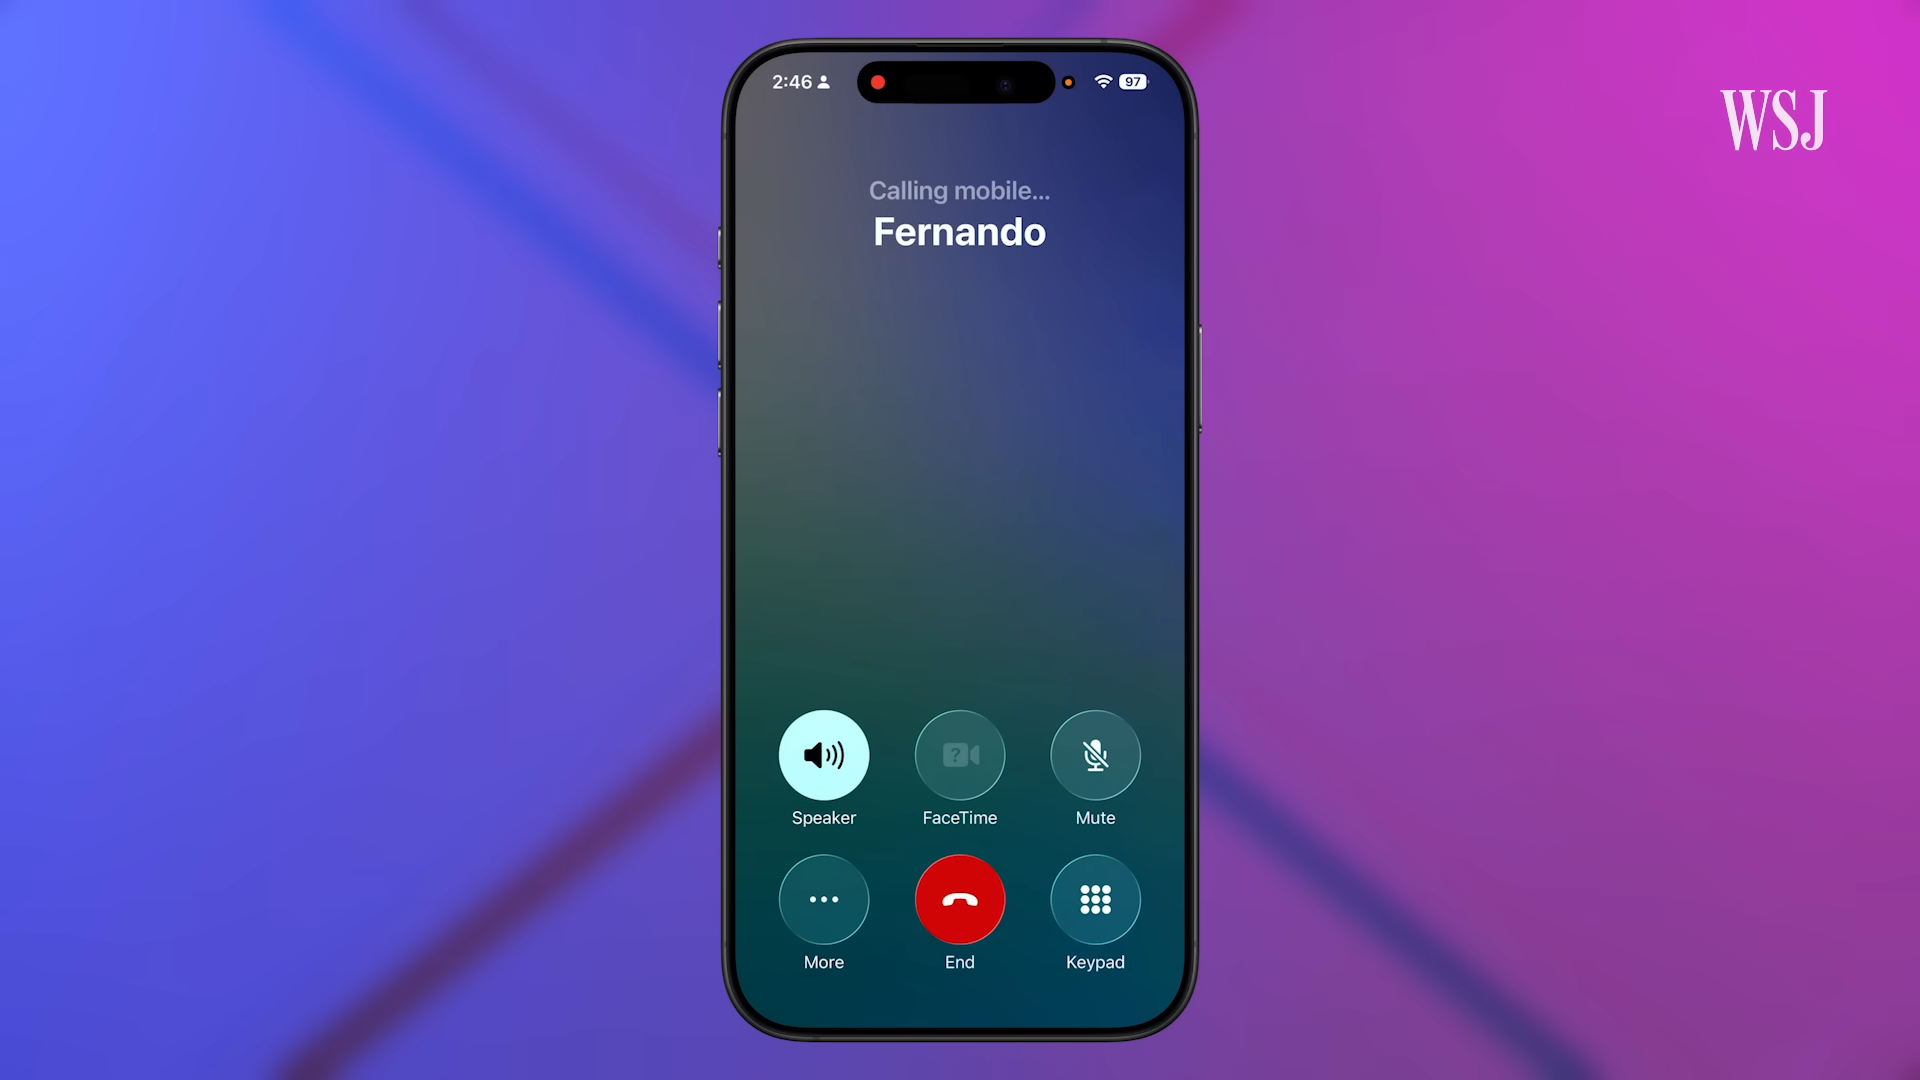 2:46
97
WSJ
Calling mobile...
Fernando
Speaker
FaceTime
Mute
More
End
Keypad